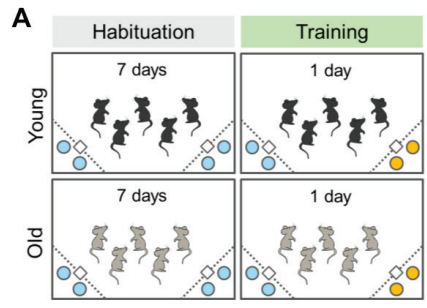 A
Habituation
Training
Young
7 days
1 day
Old
7 days
1 day